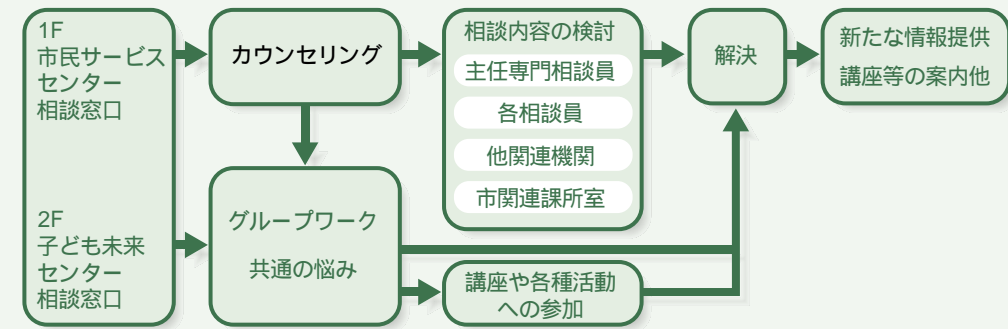 1F
市民サービス
センター
相談窓口
2F
子ども未来
センター
相談窓口
カウンセリング
グループワーク
共通の悩み
相談内容の検討
主任専門相談員
各相談員
他関連機関
市関連課所室
講座や各種活動
への参加
解決
新たな情報提供
講座等の案内他